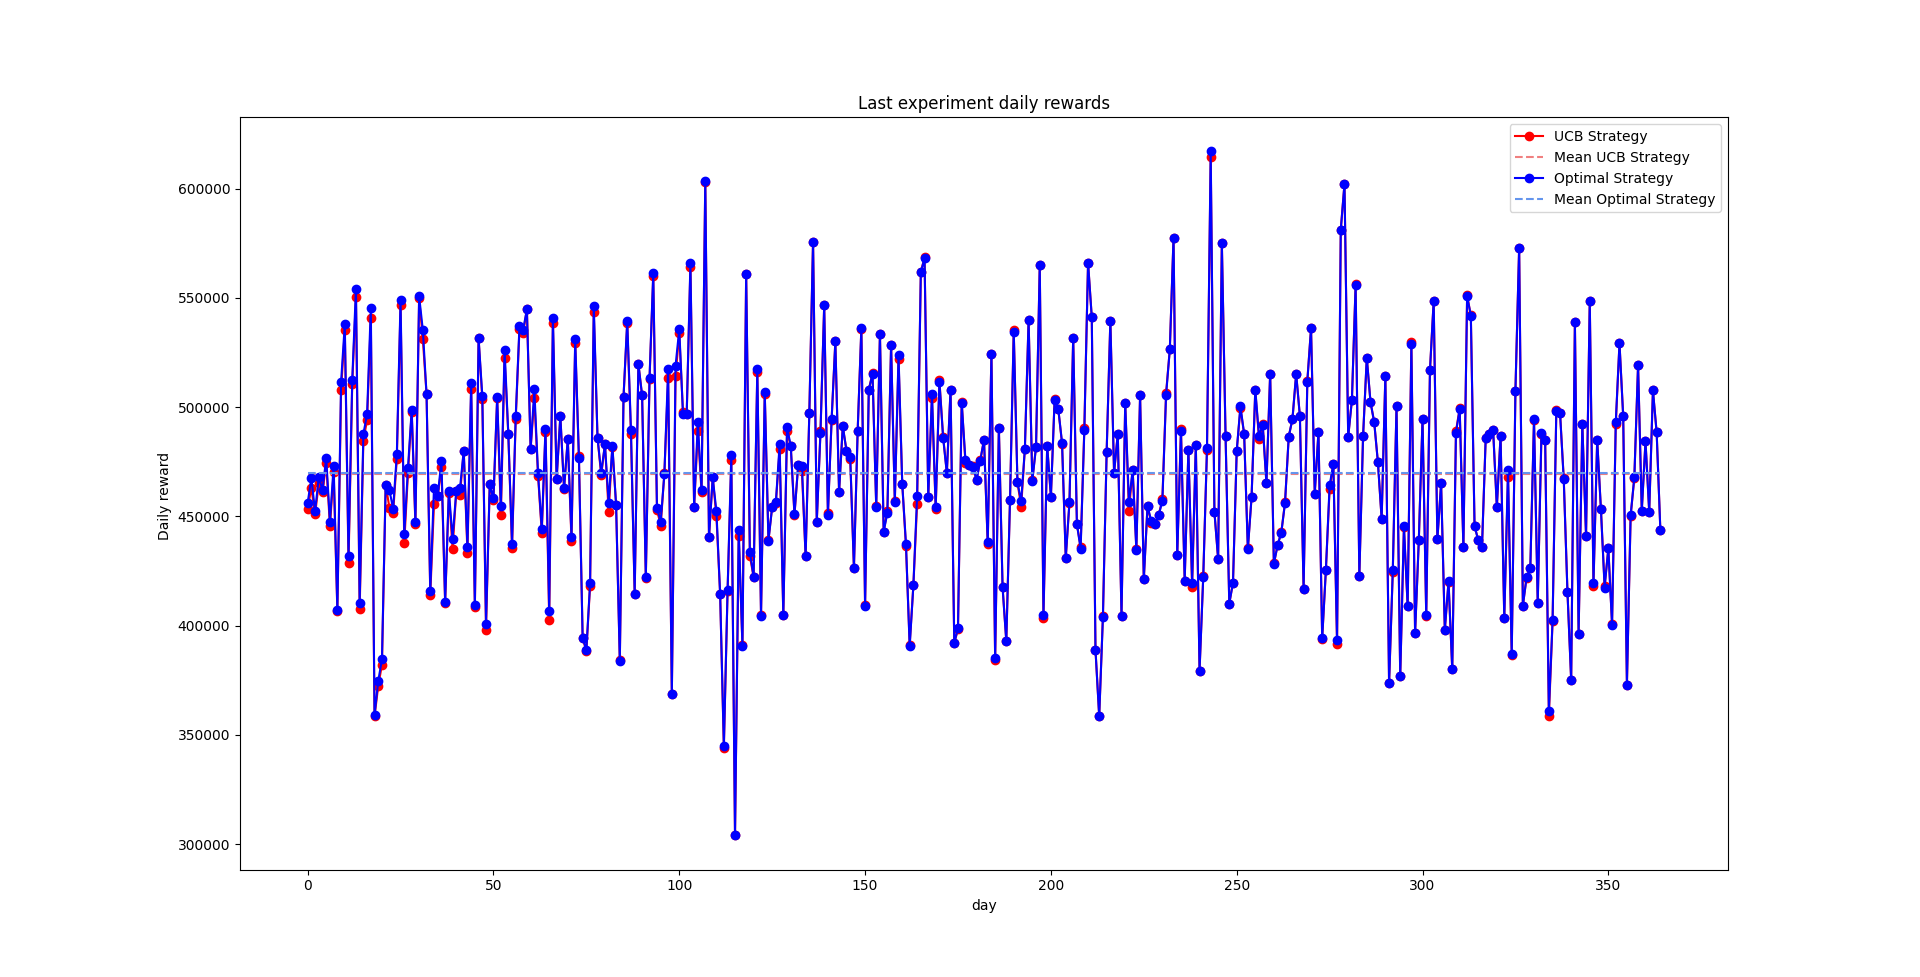 Last experiment daily rewards
UCB Strategy
Mean UCB Strategy
Optimal Strategy
Mean Optimal Strategy
600000
550000
500000
450000
400000
350000
300000
Daily reward
0 50 100 150 200 250 300 350
day